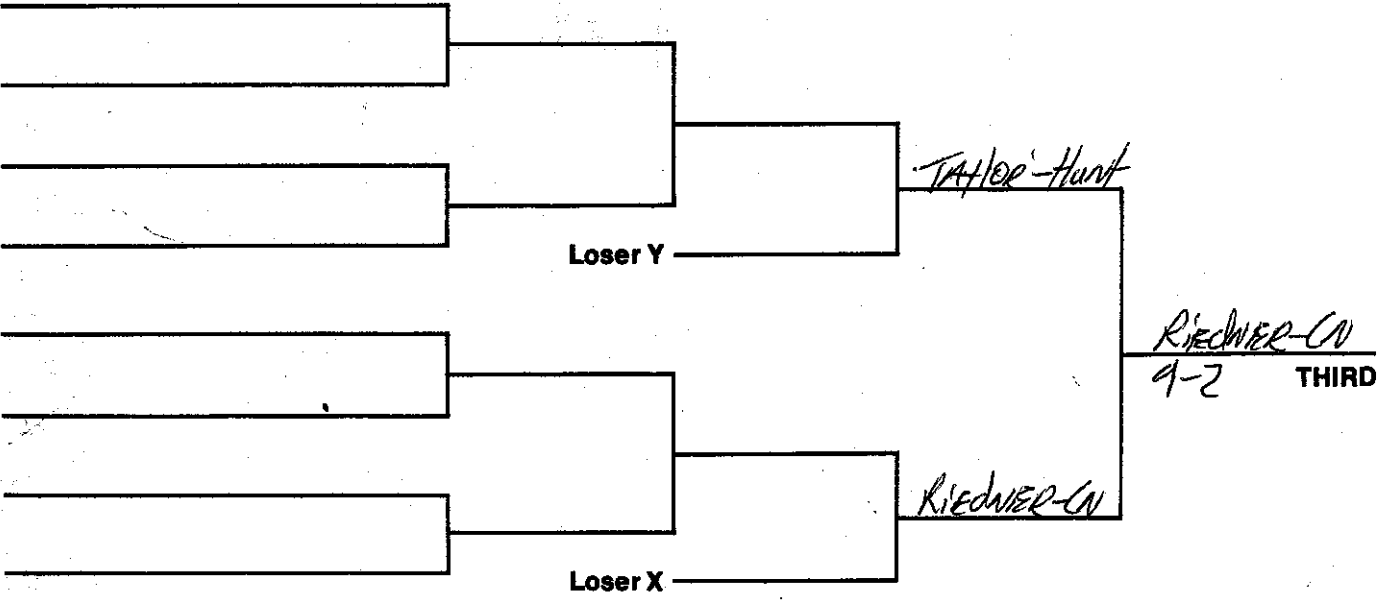 TAYLOR-Hunt
Loser Y
RIEDNER-CN
9-2 THIRD
RIEDNER-CN
Loser X